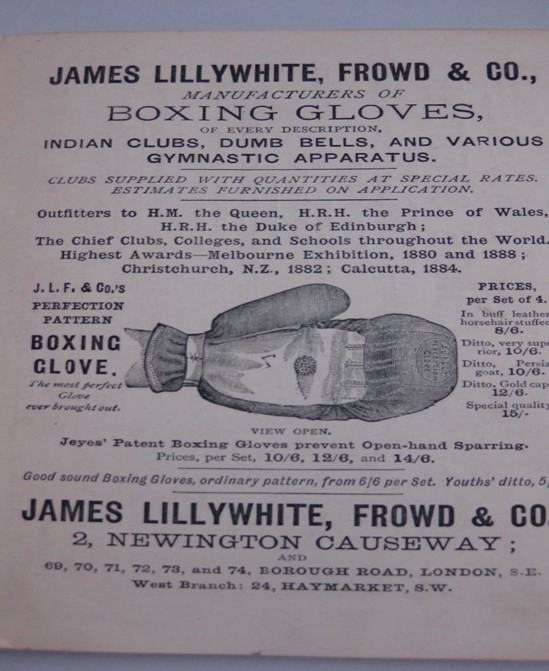 JAMES LILLYWHITE, FROWD & CO.,
MANUFACTURERS OF
BOXING GLOVES,
OF EVERY DESCRIPTION,
INDIAN CLUBS, DUMB BELLS, AND VARIOUS
GYMNASTIC APPARATUS.
CLUBS SUPPLIED WITH QUANTITIES AT SPECIAL RATES.
ESTIMATES FURNISHED ON APPLICATION.
Outfitters to H.M. the Queen, H.R.H. the Prince of Wales,
H.R.H. the Duke of Edinburgh;
The Chief Clubs, Colleges, and Schools throughout the World.
Highest Awards—Melbourne Exhibition, 1880 and 1888;
Christchurch, N.Z., 1882; Calcutta, 1884.
J. L. F. & Co.'s
PERFECTION
PATTERN
BOXING
GLOVE.
The most perfect
Glove
ever brought out.
PRICES,
per Set of 4.
In buff leather
horsehair stuffed
8/6.
Ditto, very supe
rior, 10/6.
Ditto, Persia
goat, 10/6.
Ditto, Gold cap
12/6.
Special quality
15/-
VIEW OPEN.
Jeyes' Patent Boxing Gloves prevent Open-hand Sparring.
Prices, per Set, 10/6, 12/6, and 14/6.
Good sound Boxing Gloves, ordinary pattern, from 6/6 per Set. Youths' ditto, 5/
JAMES LILLYWHITE, FROWD & CO
2, NEWINGTON CAUSEWAY;
AND
69, 70, 71, 72, 73, and 74, BOROUGH ROAD, LONDON, S.E.
West Branch: 24, HAYMARKET, S.W.